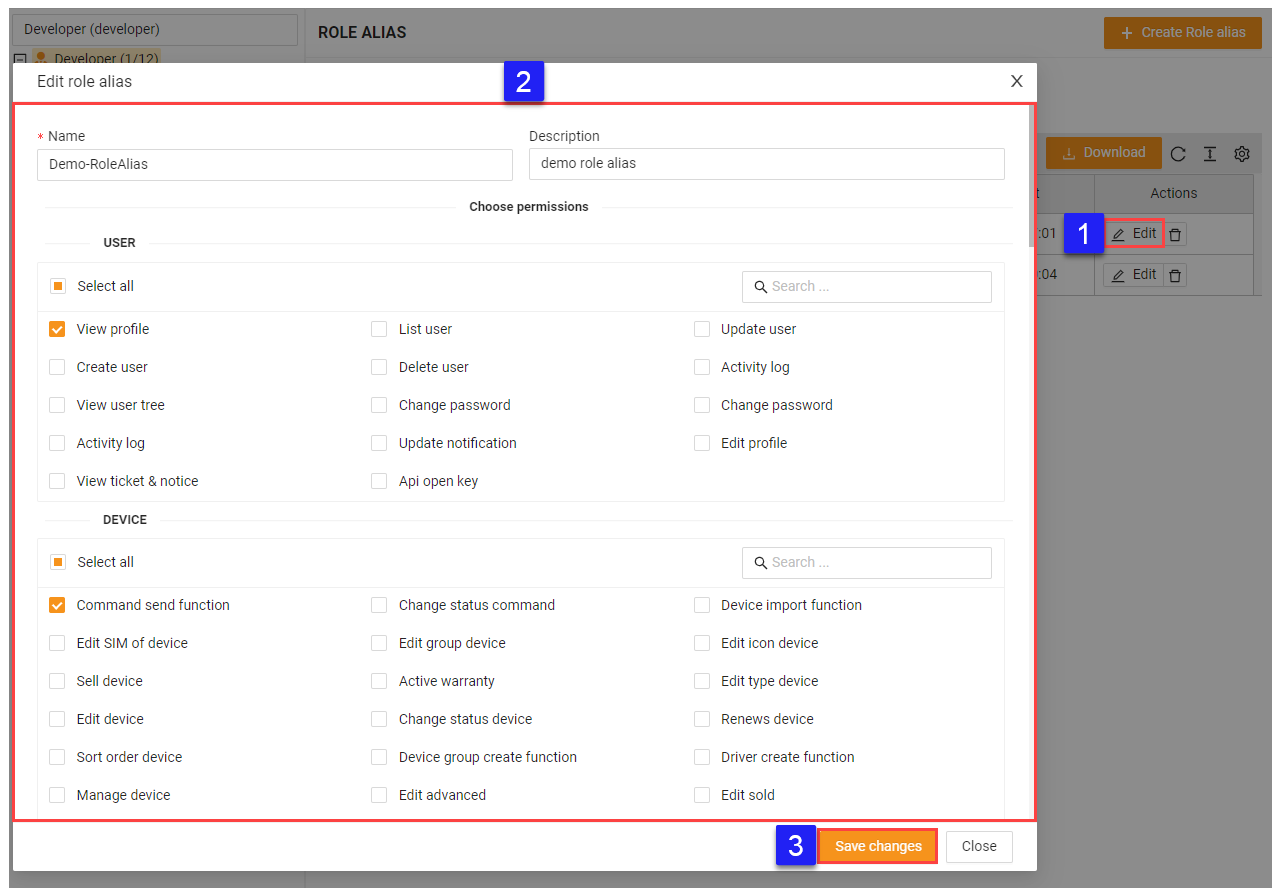 Developer (developer)
ROLE ALIAS
+ Create Role alias
Developer (1/12)
Edit role alias
2
X
* Name
Description
Demo-RoleAlias
demo role alias
Download
Choose permissions
Actions
USER
:01
1
Edit
Select all
Search ...
:04
Edit
View profile
List user
Update user
Create user
Delete user
Activity log
View user tree
Change password
Change password
Activity log
Update notification
Edit profile
View ticket & notice
Api open key
DEVICE
Select all
Search ...
Command send function
Change status command
Device import function
Edit SIM of device
Edit group device
Edit icon device
Sell device
Active warranty
Edit type device
Edit device
Change status device
Renews device
Sort order device
Device group create function
Driver create function
Manage device
Edit advanced
Edit sold
3
Save changes
Close